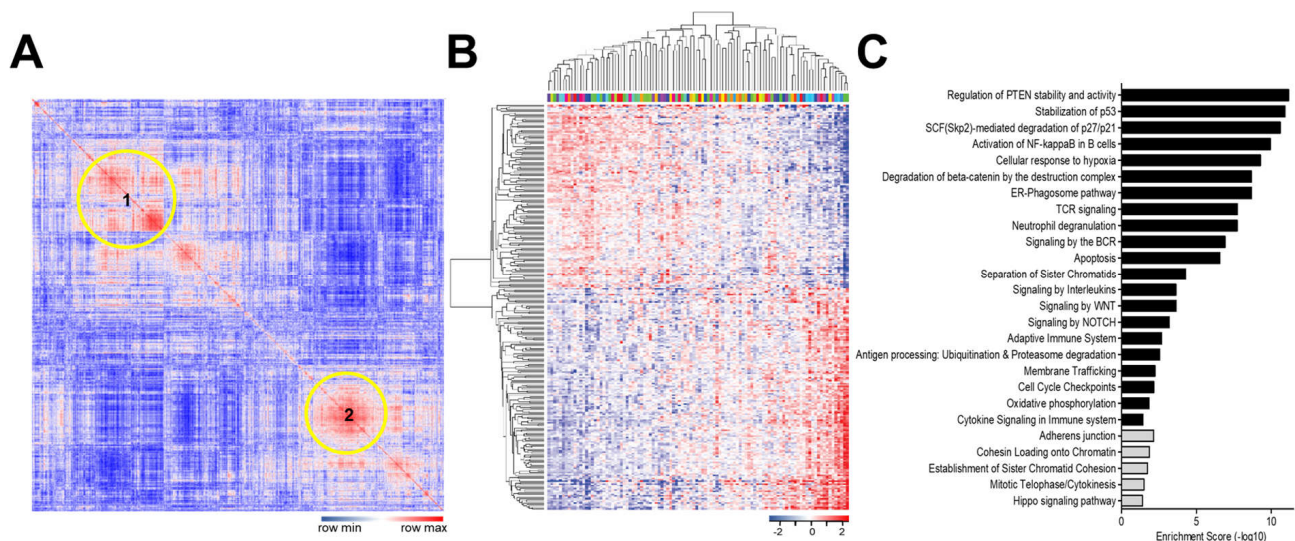 A
B
C
1
2
row min
row max
-2
0
2
Regulation of PTEN stability and activity
Stabilization of p53
SCF(Skp2)-mediated degradation of p27/p21
Activation of NF-kappaB in B cells
Cellular response to hypoxia
Degradation of beta-catenin by the destruction complex
ER-Phagosome pathway
TCR signaling
Neutrophil degranulation
Signaling by the BCR
Apoptosis
Separation of Sister Chromatids
Signaling by Interleukins
Signaling by WNT
Signaling by NOTCH
Adaptive Immune System
Antigen processing: Ubiquitination & Proteasome degradation
Membrane Trafficking
Cell Cycle Checkpoints
Oxidative phosphorylation
Cytokine Signaling in Immune system
Adherens junction
Cohesin Loading onto Chromatin
Establishment of Sister Chromatid Cohesion
Mitotic Telophase/Cytokinesis
Hippo signaling pathway
0
5
10
Enrichment Score (-log10)